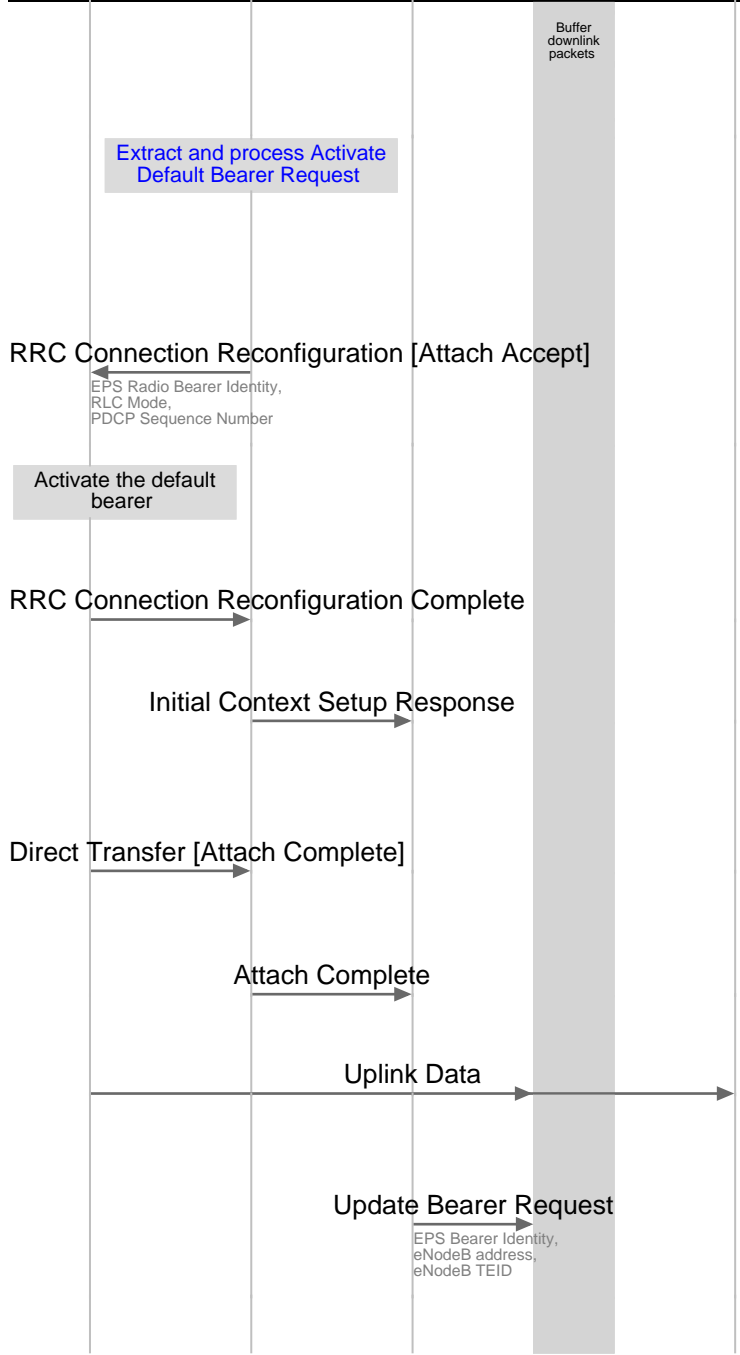 Buffer
downlink
packets
Extract and process Activate
Default Bearer Request
RRC Connection Reconfiguration [Attach Accept]
EPS Radio Bearer Identity,
RLC Mode,
PDCP Sequence Number
Activate the default
bearer
RRC Connection Reconfiguration Complete
Initial Context Setup Response
Direct Transfer [Attach Complete]
Attach Complete
Uplink Data
Update Bearer Request
EPS Bearer Identity,
eNodeB address,
eNodeB TEID